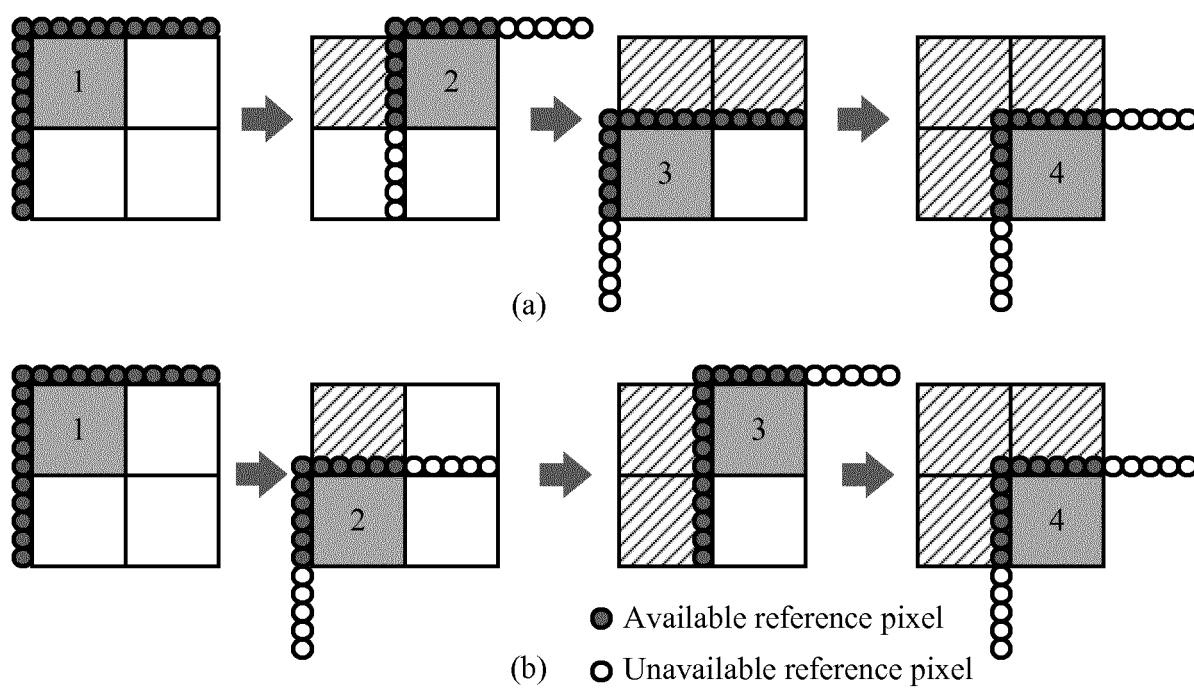 1 2 3 4
(a)
1 2 3 4
Available reference pixel
(b) Unavailable reference pixel